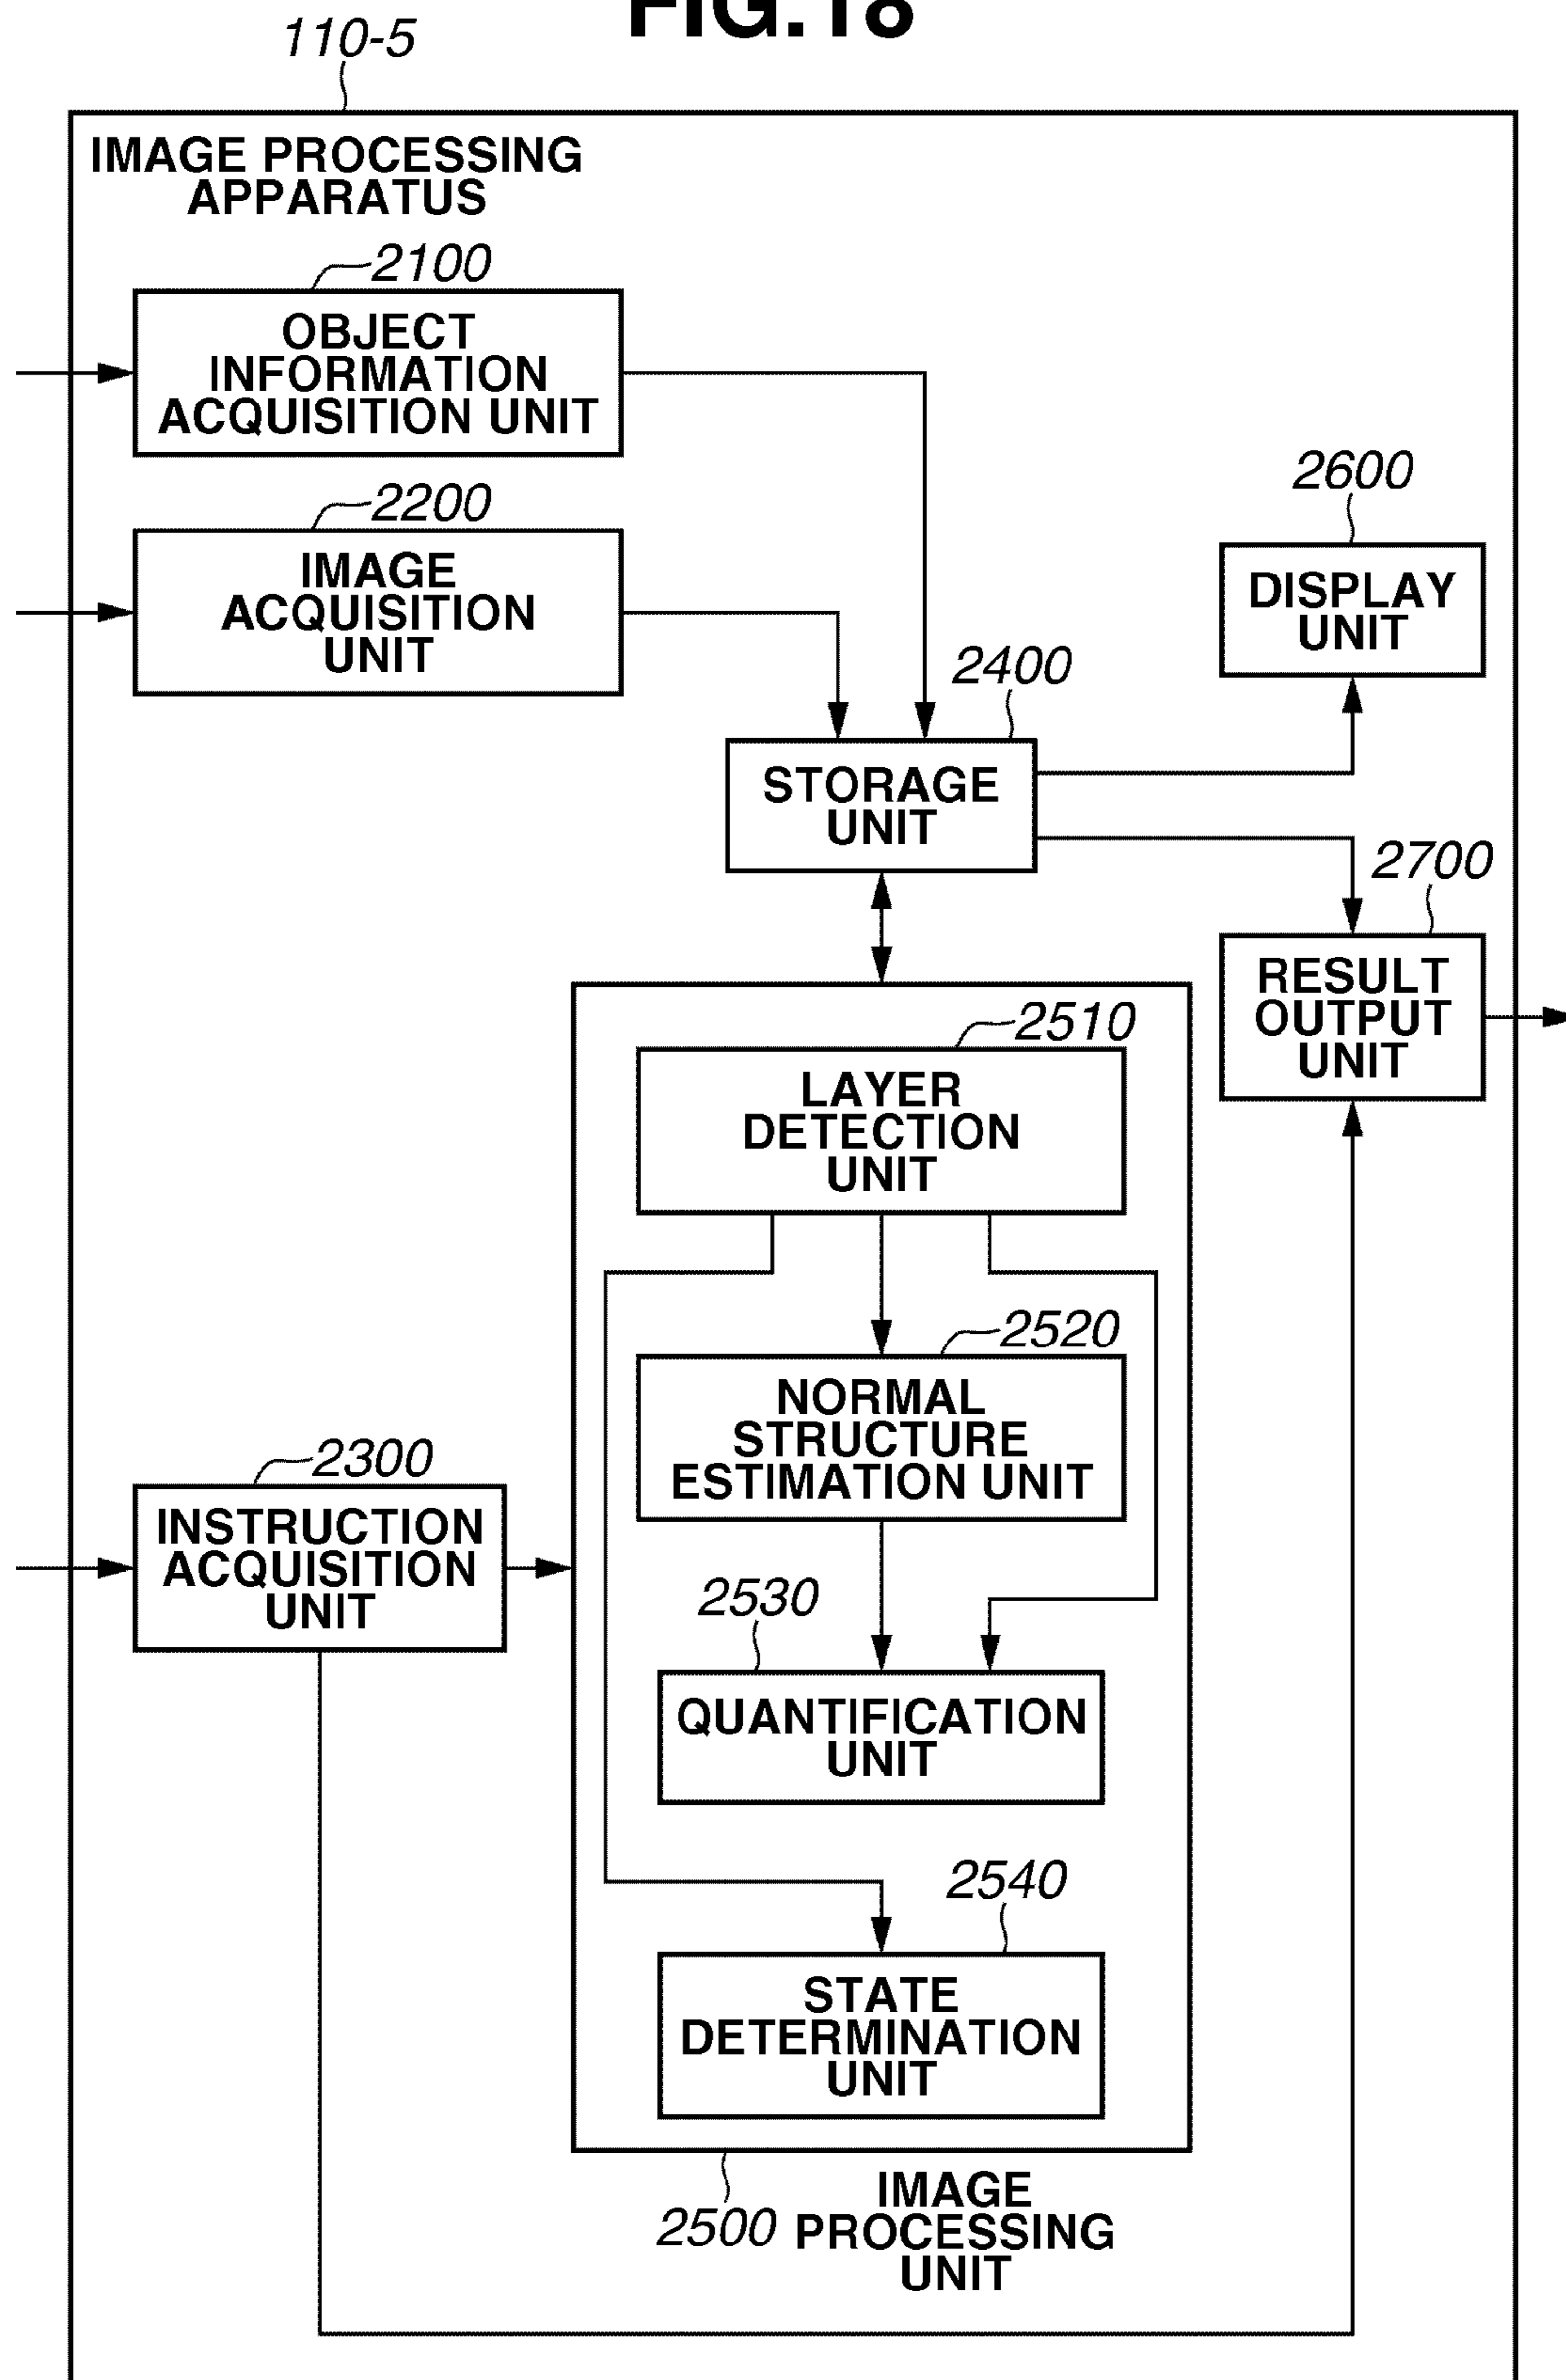 FIG.18
110-5
IMAGE PROCESSING
APPARATUS
2100
OBJECT
INFORMATION
ACQUISITION UNIT
2200
IMAGE
ACQUISITION
UNIT
2600
DISPLAY
UNIT
2400
STORAGE
UNIT
2700
RESULT
OUTPUT
UNIT
2510
LAYER
DETECTION
UNIT
2520
NORMAL
STRUCTURE
ESTIMATION UNIT
2300
INSTRUCTION
ACQUISITION
UNIT
2530
QUANTIFICATION
UNIT
2540
STATE
DETERMINATION
UNIT
2500
IMAGE
PROCESSING
UNIT